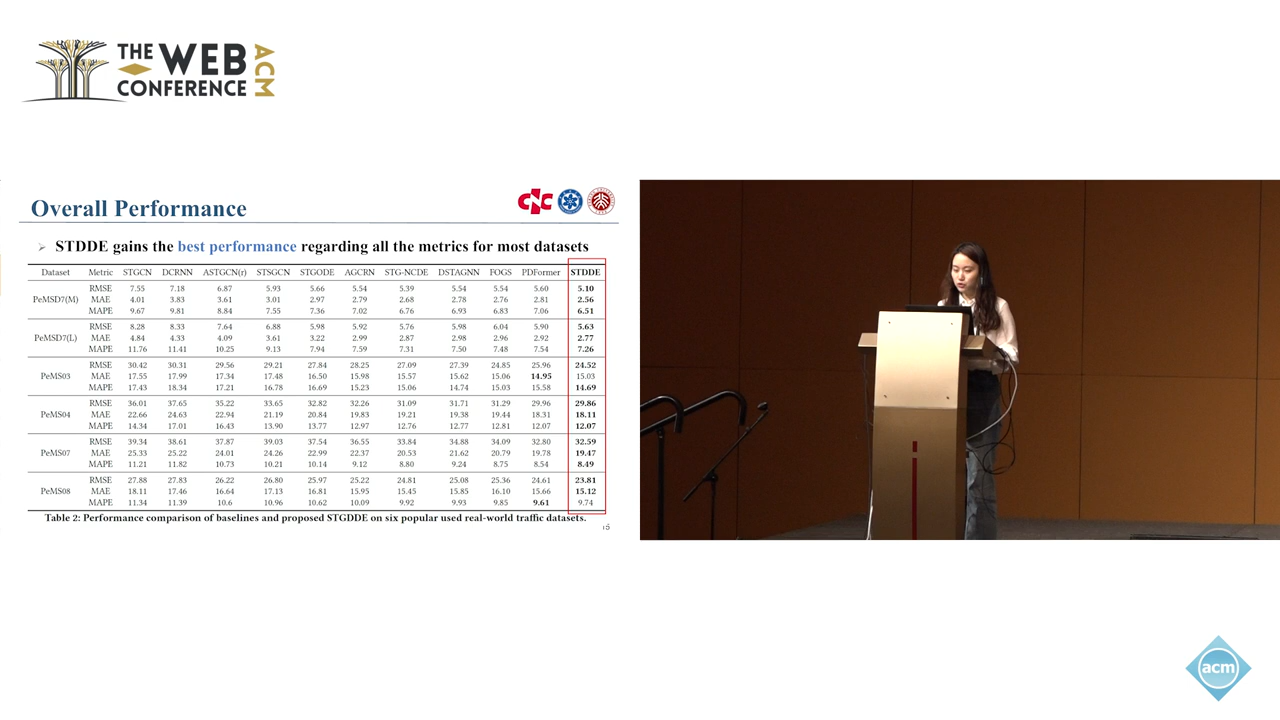 THE WEB CONFERENCE ACM
Overall Performance
CNC
STDDE gains the best performance regarding all the metrics for most datasets
Dataset Metric STGCN DCRNN ASTGCN(r) STSGCN STGODE AGCRN STG-NCDE DSTAGNN FOGS PDFormer STDDE
PeMSD7(M) RMSE 7.55 7.18 6.87 5.93 5.66 5.54 5.39 5.54 5.54 5.60 5.10
MAE 4.01 3.83 3.61 3.01 2.97 2.79 2.68 2.78 2.76 2.81 2.56
MAPE 9.67 9.81 8.84 7.55 7.36 7.02 6.76 6.93 6.83 7.06 6.51
PeMSD7(L) RMSE 8.28 8.33 7.64 6.88 5.98 5.92 5.76 5.98 6.04 5.90 5.63
MAE 4.84 4.33 4.09 3.61 3.22 2.99 2.87 2.98 2.96 2.92 2.77
MAPE 11.76 11.41 10.25 9.13 7.94 7.59 7.31 7.50 7.48 7.54 7.26
PeMS03 RMSE 30.42 30.31 29.56 29.21 27.84 28.25 27.09 27.39 24.85 25.96 24.52
MAE 17.55 17.99 17.34 17.48 16.50 15.98 15.57 15.62 15.06 14.95 15.03
MAPE 17.43 18.34 17.21 16.78 16.69 15.23 15.06 14.74 15.03 15.58 14.69
PeMS04 RMSE 36.01 37.65 35.22 33.65 32.82 32.26 31.09 31.71 31.29 29.96 29.86
MAE 22.66 24.63 22.94 21.19 20.84 19.83 19.21 19.38 19.44 18.31 18.11
MAPE 14.34 17.01 16.43 13.90 13.77 12.97 12.76 12.77 12.81 12.07 12.07
PeMS07 RMSE 39.34 38.61 37.87 39.03 37.54 36.55 33.84 34.88 34.09 32.80 32.59
MAE 25.33 25.22 24.01 24.26 22.99 22.37 20.53 21.62 20.79 19.78 19.47
MAPE 11.21 11.82 10.73 10.21 10.14 9.12 8.80 9.24 8.75 8.54 8.49
PeMS08 RMSE 27.88 27.83 26.22 26.80 25.97 25.22 24.81 25.08 25.36 24.61 23.81
MAE 18.11 17.46 16.64 17.13 16.81 15.95 15.45 15.85 16.10 15.66 15.12
MAPE 11.34 11.39 10.6 10.96 10.62 10.09 9.92 9.93 9.85 9.61 9.74
Table 2: Performance comparison of baselines and proposed STGDDE on six popular used real-world traffic datasets.
acm